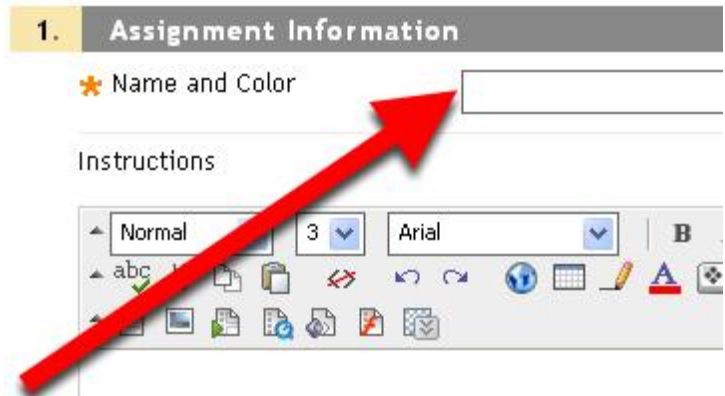 1. Assignment Information
Name and Color
Instructions
Normal 3 Arial B
abc A